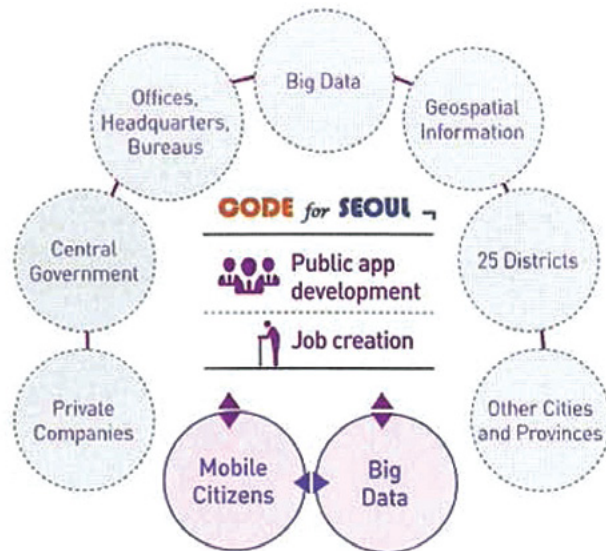 Big Data
Offices,
Headquarters,
Bureaus
Geospatial
Information
CODE for SEOUL ㄱ
Central
Government
Public app
development
25 Districts
Job creation
Private
Companies
Other Cities
and Provinces
Mobile
Citizens
Big
Data